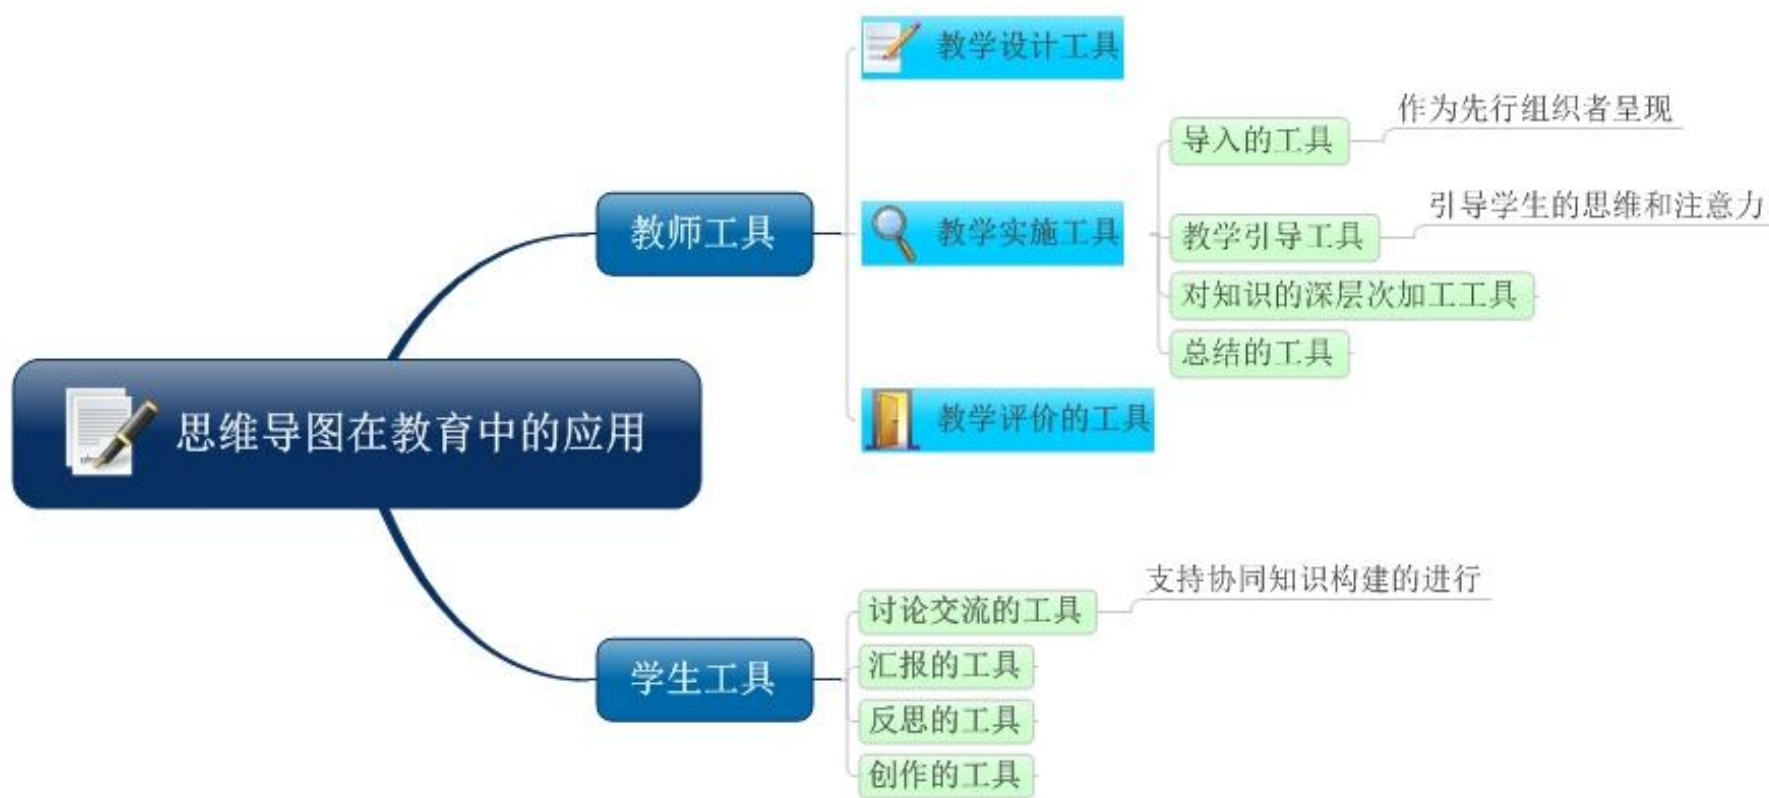 思维导图在教育中的应用
教师工具
教学设计工具
教学实施工具
导入的工具
作为先行组织者呈现
教学引导工具
引导学生的思维和注意力
对知识的深层次加工工具
总结的工具
教学评价的工具
学生工具
讨论交流的工具
支持协同知识构建的进行
汇报的工具
反思的工具
创作的工具